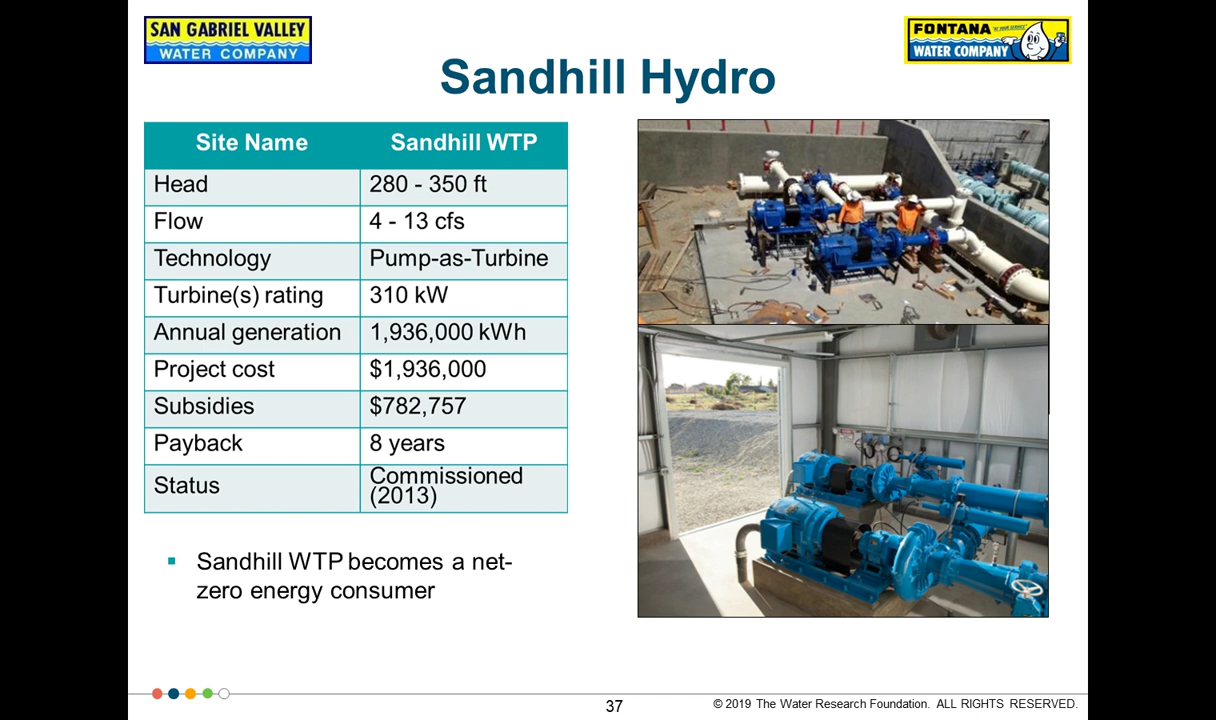 SAN GABRIEL VALLEY
WATER COMPANY
FONTANA
WATER COMPANY
Sandhill Hydro
Site Name Sandhill WTP
Head 280 - 350 ft
Flow 4 - 13 cfs
Technology Pump-as-Turbine
Turbine(s) rating 310 kW
Annual generation 1,936,000 kWh
Project cost $1,936,000
Subsidies $782,757
Payback 8 years
Status Commissioned
(2013)
▪ Sandhill WTP becomes a net-
zero energy consumer
37
© 2019 The Water Research Foundation. ALL RIGHTS RESERVED.